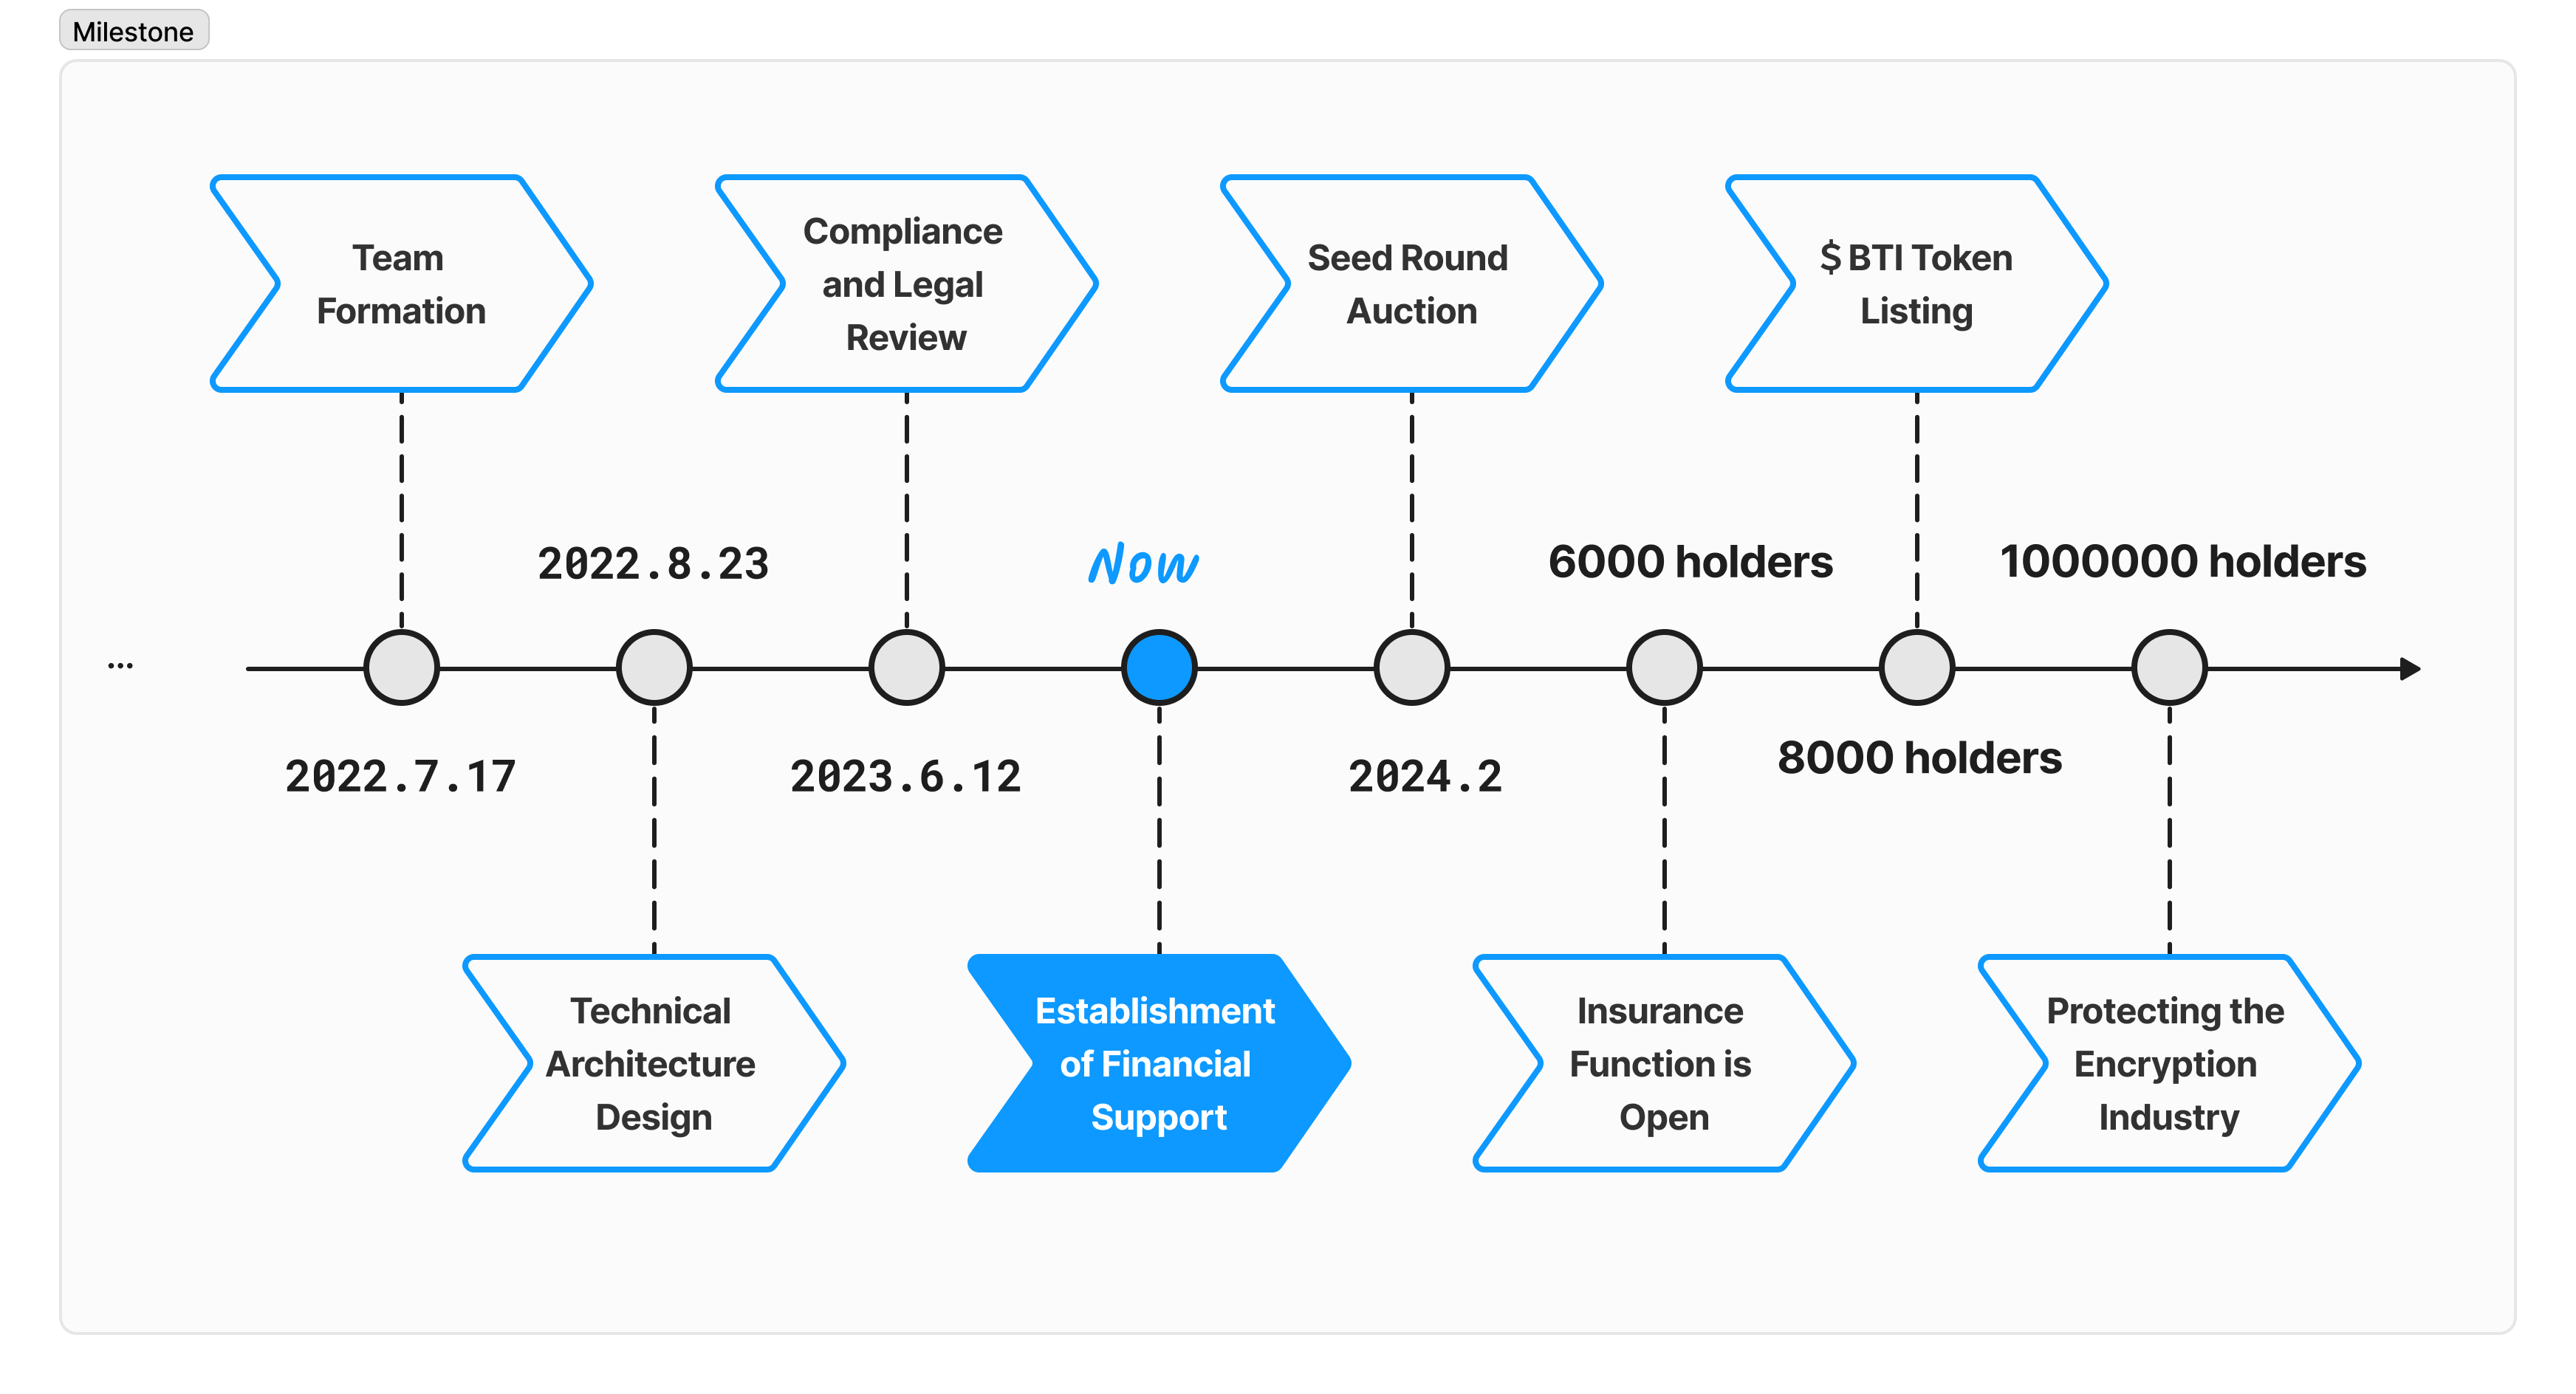 Milestone
Team
Formation
Compliance
and Legal
Review
Seed Round
Auction
$ BTI Token
Listing
2022.8.23
Now
6000 holders
1000000 holders
...
2022.7.17
2023.6.12
2024.2
8000 holders
Technical
Architecture
Design
Establishment
of Financial
Support
Insurance
Function is
Open
Protecting the
Encryption
Industry